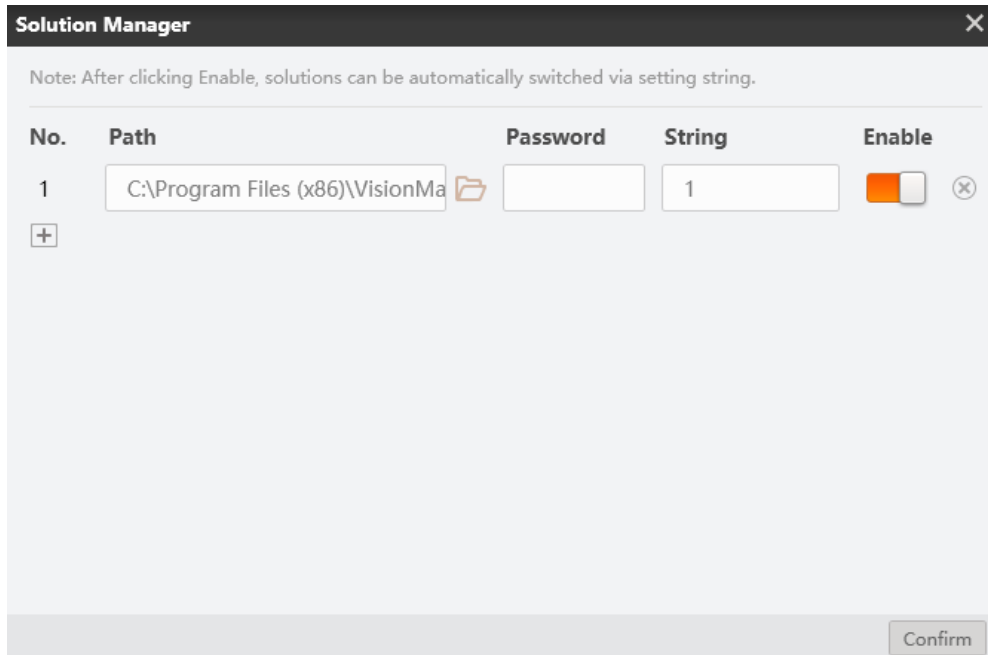 Solution Manager
Note: After clicking Enable, solutions can be automatically switched via setting string.
No. Path Password String Enable
1 C:\Program Files (x86)\VisionMa 1
Confirm